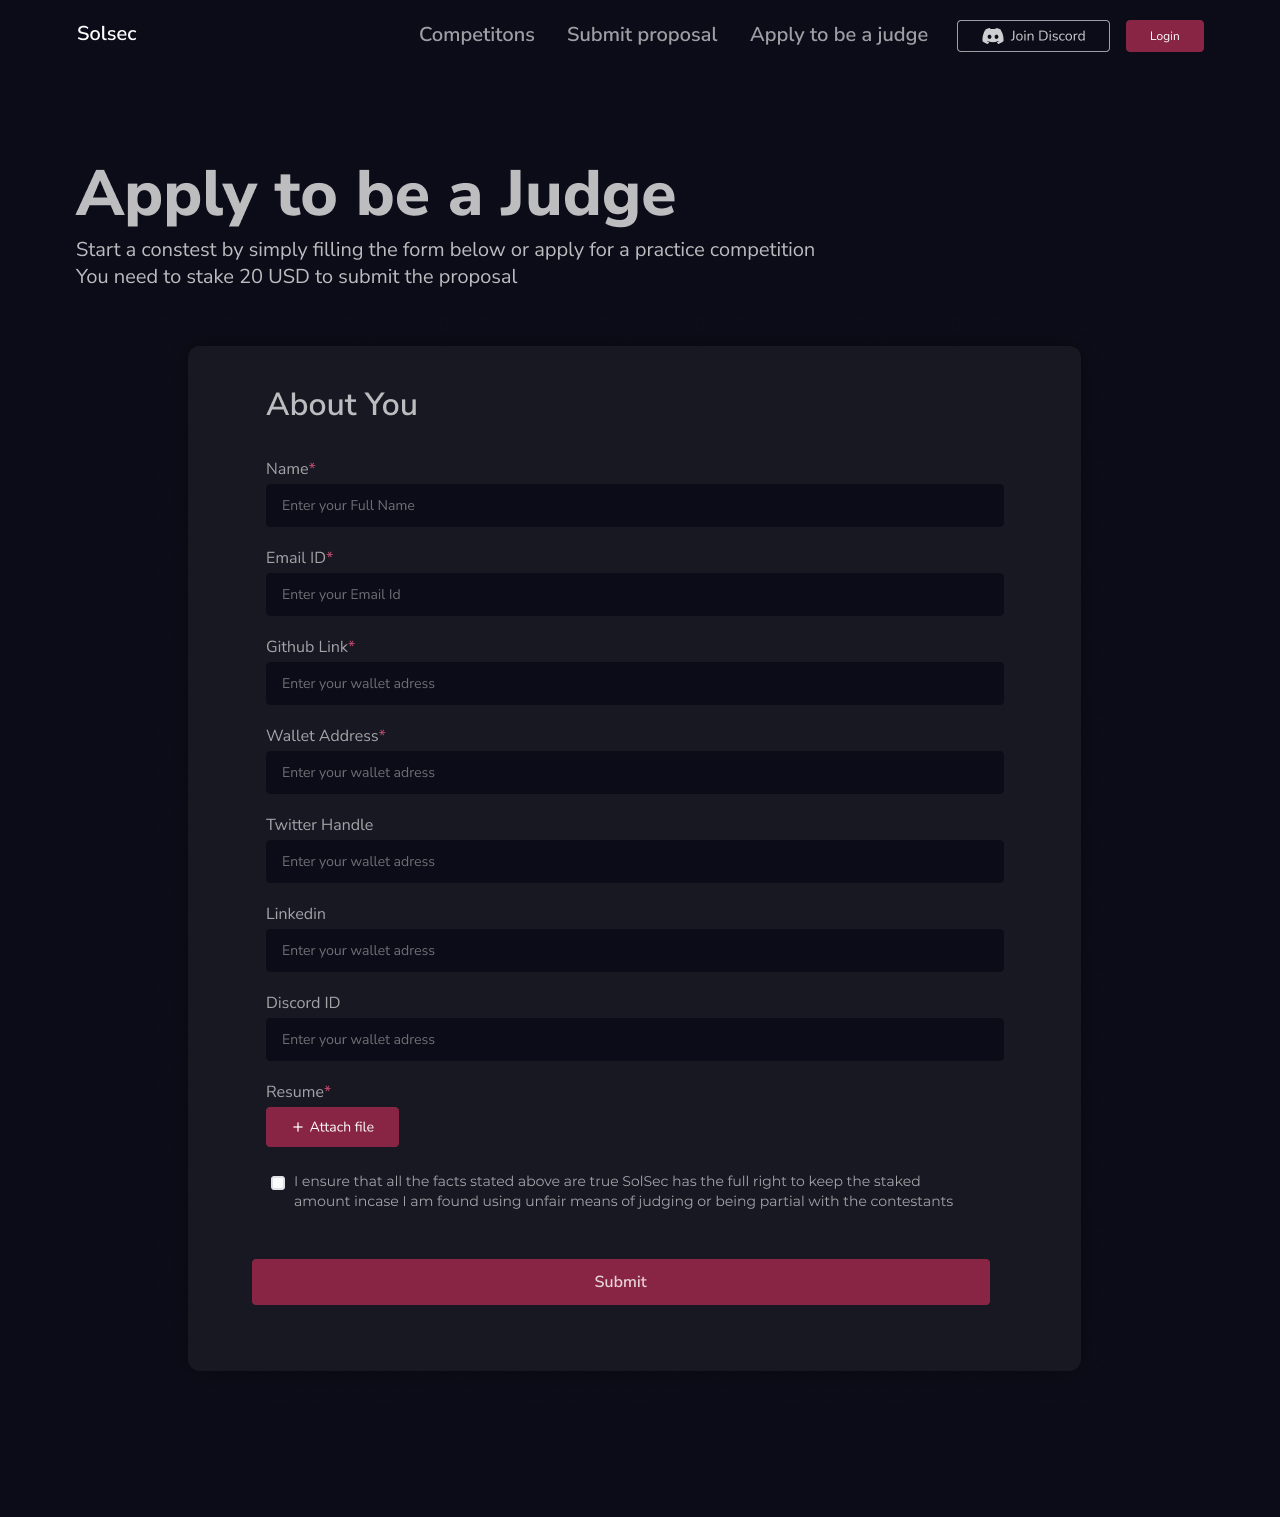 Solsec
Competitons
Submit proposal
Apply to be a judge
Join Discord
Login
Apply to be a Judge
Start a constest by simply filling the form below or apply for a practice competition
You need to stake 20 USD to submit the proposal
About You
Name*
Enter your Full Name
Email ID*
Enter your Email Id
Github Link*
Enter your wallet adress
Wallet Address*
Enter your wallet adress
Twitter Handle
Enter your wallet adress
Linkedin
Enter your wallet adress
Discord ID
Enter your wallet adress
Resume*
+ Attach file
I ensure that all the facts stated above are true SolSec has the full right to keep the staked
amount incase I am found using unfair means of judging or being partial with the contestants
Submit